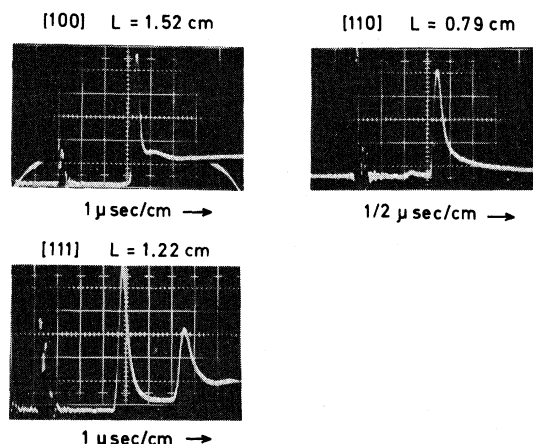 [100] L = 1.52 cm
[110] L = 0.79 cm
1 μ sec/cm →
1/2 μ sec/cm →
[111] L = 1.22 cm
1 μ sec/cm →